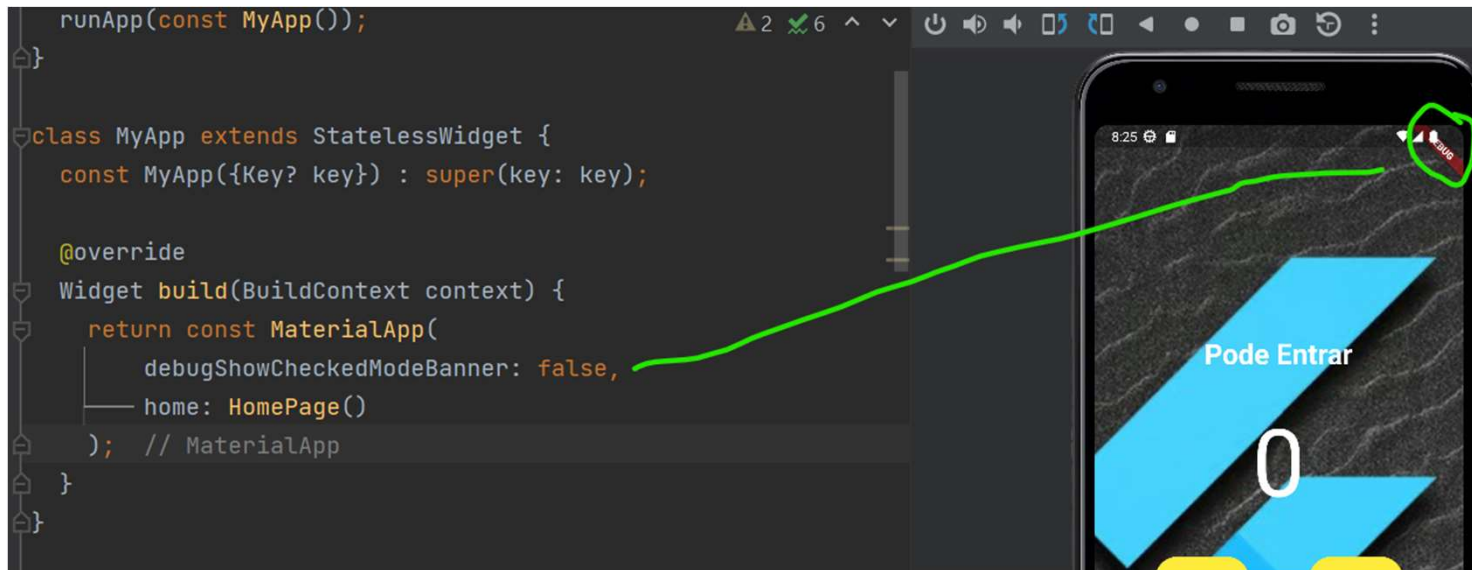 runApp(const MyApp());
2 6
}
class MyApp extends StatelessWidget {
const MyApp({Key? key}) : super(key: key);
@override
Widget build(BuildContext context) {
return const MaterialApp(
debugShowCheckedModeBanner: false,
home: HomePage()
); // MaterialApp
}
}
8:25
DEBUG
Pode Entrar
0